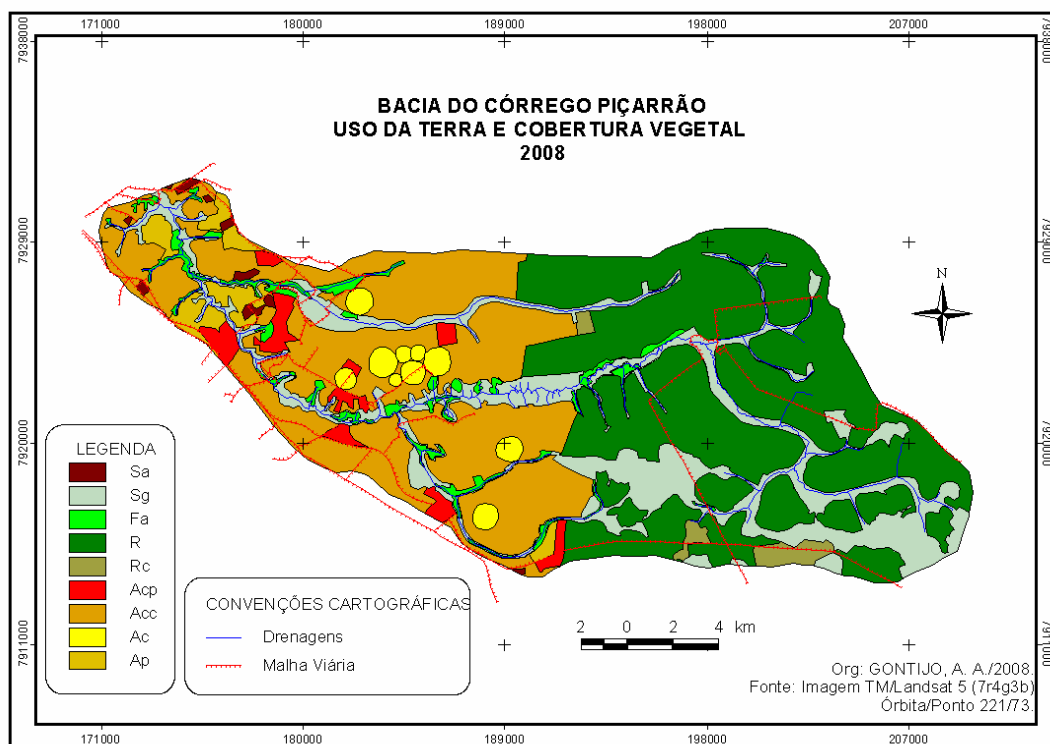 171000 180000 189000 198000 207000
7938000 7938000
BACIA DO CÓRREGO PIÇARRÃO
USO DA TERRA E COBERTURA VEGETAL
2008
7929000 7929000
N
7920000 7920000
LEGENDA
Sa
Sg
Fa
R
Rc
Acp
Acc
Ac
Ap
CONVENÇÕES CARTOGRÁFICAS
Drenagens
Malha Viária
2 0 2 4 km
7911000 7911000
Org: GONTIJO, A. A./2008.
Fonte: Imagem TM/Landsat 5 (7r4g3b)
Órbita/Ponto 221/73.
171000 180000 189000 198000 207000